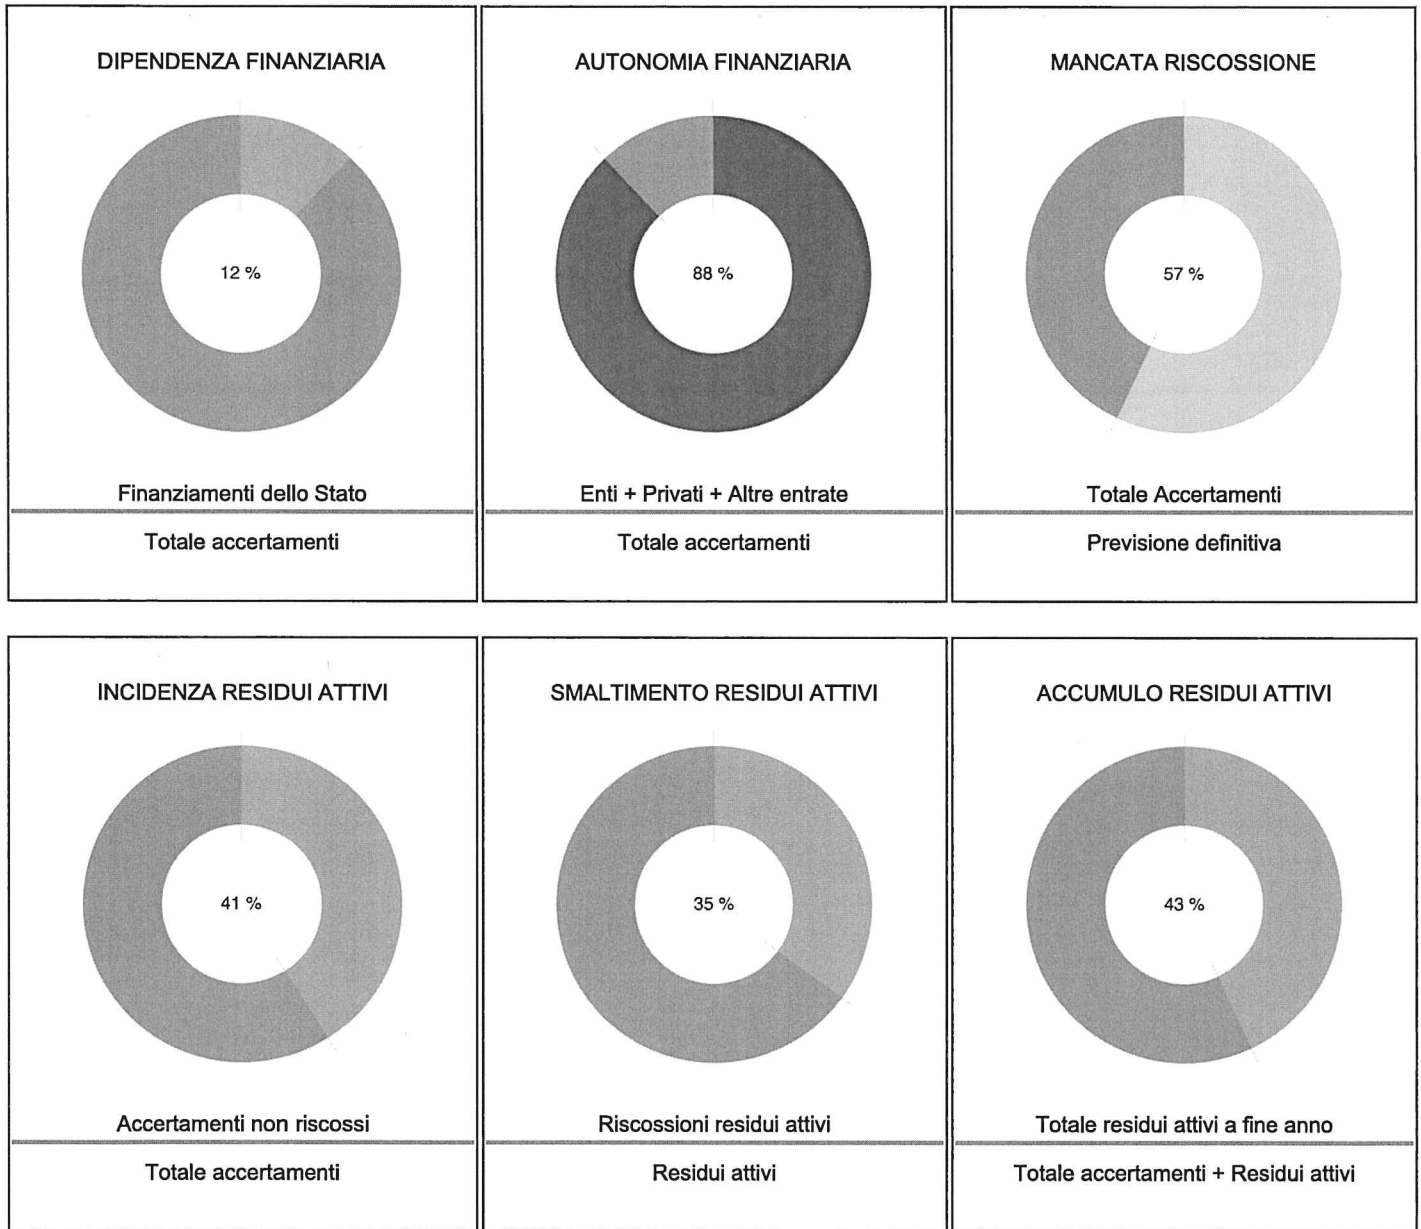 DIPENDENZA FINANZIARIA
12 %
Finanziamenti dello Stato
Totale accertamenti
AUTONOMIA FINANZIARIA
88 %
Enti + Privati + Altre entrate
Totale accertamenti
MANCATA RISCOSSIONE
57 %
Totale Accertamenti
Previsione definitiva
INCIDENZA RESIDUI ATTIVI
41 %
Accertamenti non riscossi
Totale accertamenti
SMALTIMENTO RESIDUI ATTIVI
35 %
Riscossioni residui attivi
Residui attivi
ACCUMULO RESIDUI ATTIVI
43 %
Totale residui attivi a fine anno
Totale accertamenti + Residui attivi